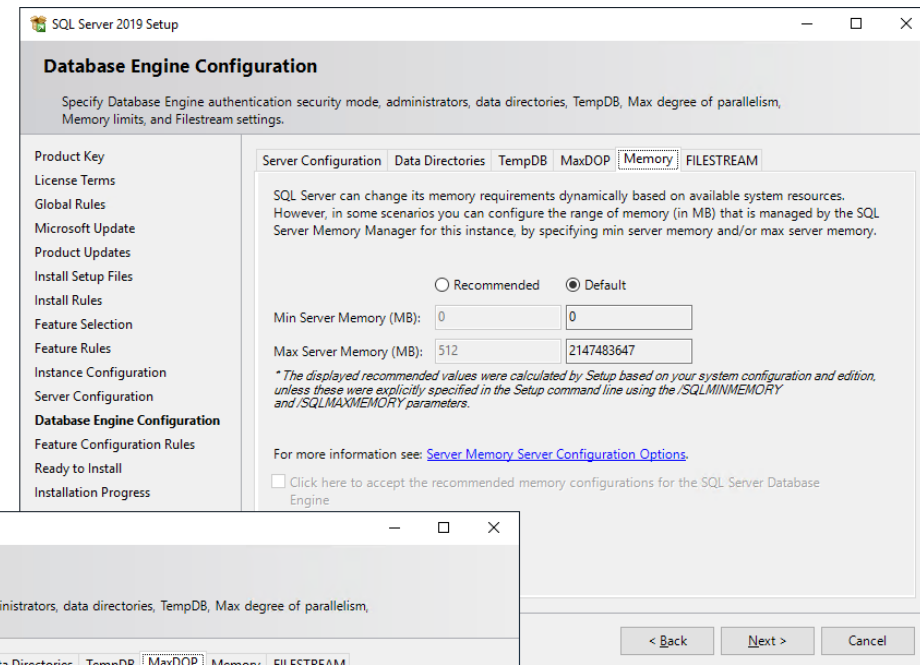 SQL Server 2019 Setup
Database Engine Configuration
Specify Database Engine authentication security mode, administrators, data directories, TempDB, Max degree of parallelism,
Memory limits, and Filestream settings.
Product Key
License Terms
Global Rules
Microsoft Update
Product Updates
Install Setup Files
Install Rules
Feature Selection
Feature Rules
Instance Configuration
Server Configuration
Database Engine Configuration
Feature Configuration Rules
Ready to Install
Installation Progress
Server Configuration Data Directories TempDB MaxDOP Memory FILESTREAM
SQL Server can change its memory requirements dynamically based on available system resources.
However, in some scenarios you can configure the range of memory (in MB) that is managed by the SQL
Server Memory Manager for this instance, by specifying min server memory and/or max server memory.
Recommended Default
Min Server Memory (MB): 0 0
Max Server Memory (MB): 512 2147483647
* The displayed recommended values were calculated by Setup based on your system configuration and edition,
unless these were explicitly specified in the Setup command line using the /SQLMINMEMORY
and /SQLMAXMEMORY parameters.
For more information see: Server Memory Server Configuration Options.
Click here to accept the recommended memory configurations for the SQL Server Database
Engine
< Back Next > Cancel
inistrators, data directories, TempDB, Max degree of parallelism,
ta Directories TempDB MaxDOP Memory FILESTREAM